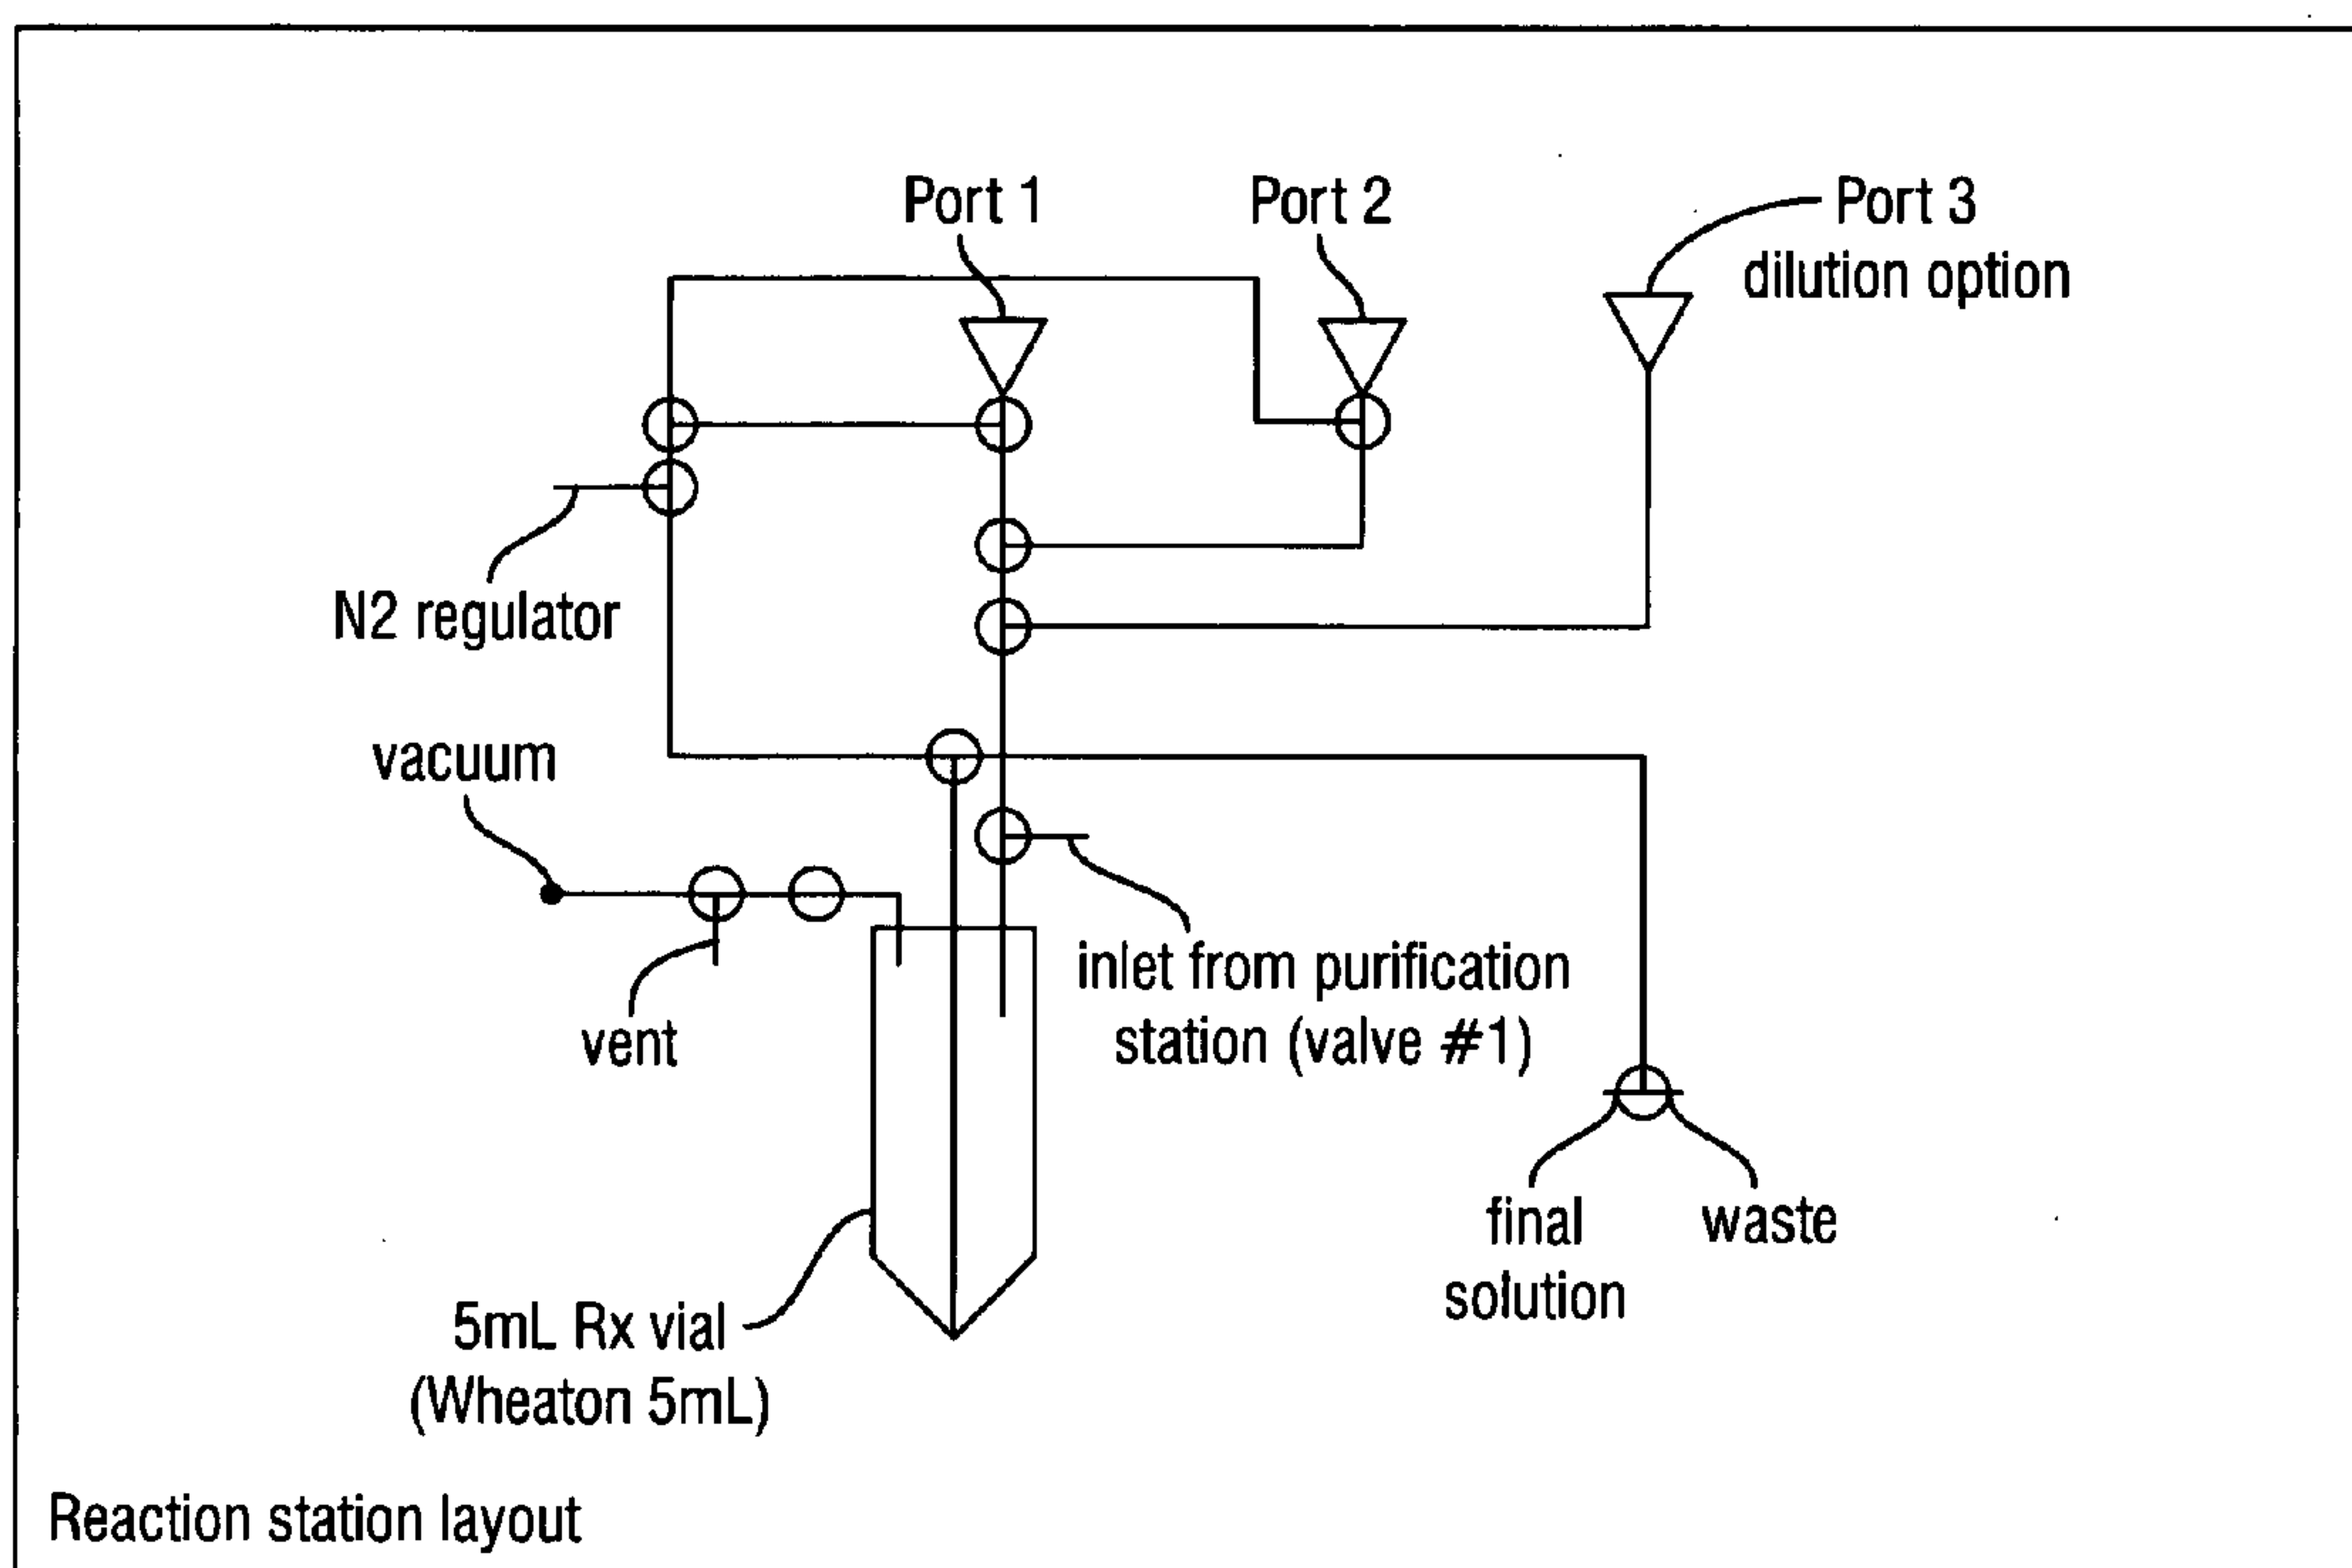 Port 1
Port 2
Port 3
dilution option
N2 regulator
vacuum
inlet from purification
station (valve #1)
vent
final
solution
waste
5mL Rx vial
(Wheaton 5mL)
Reaction station layout